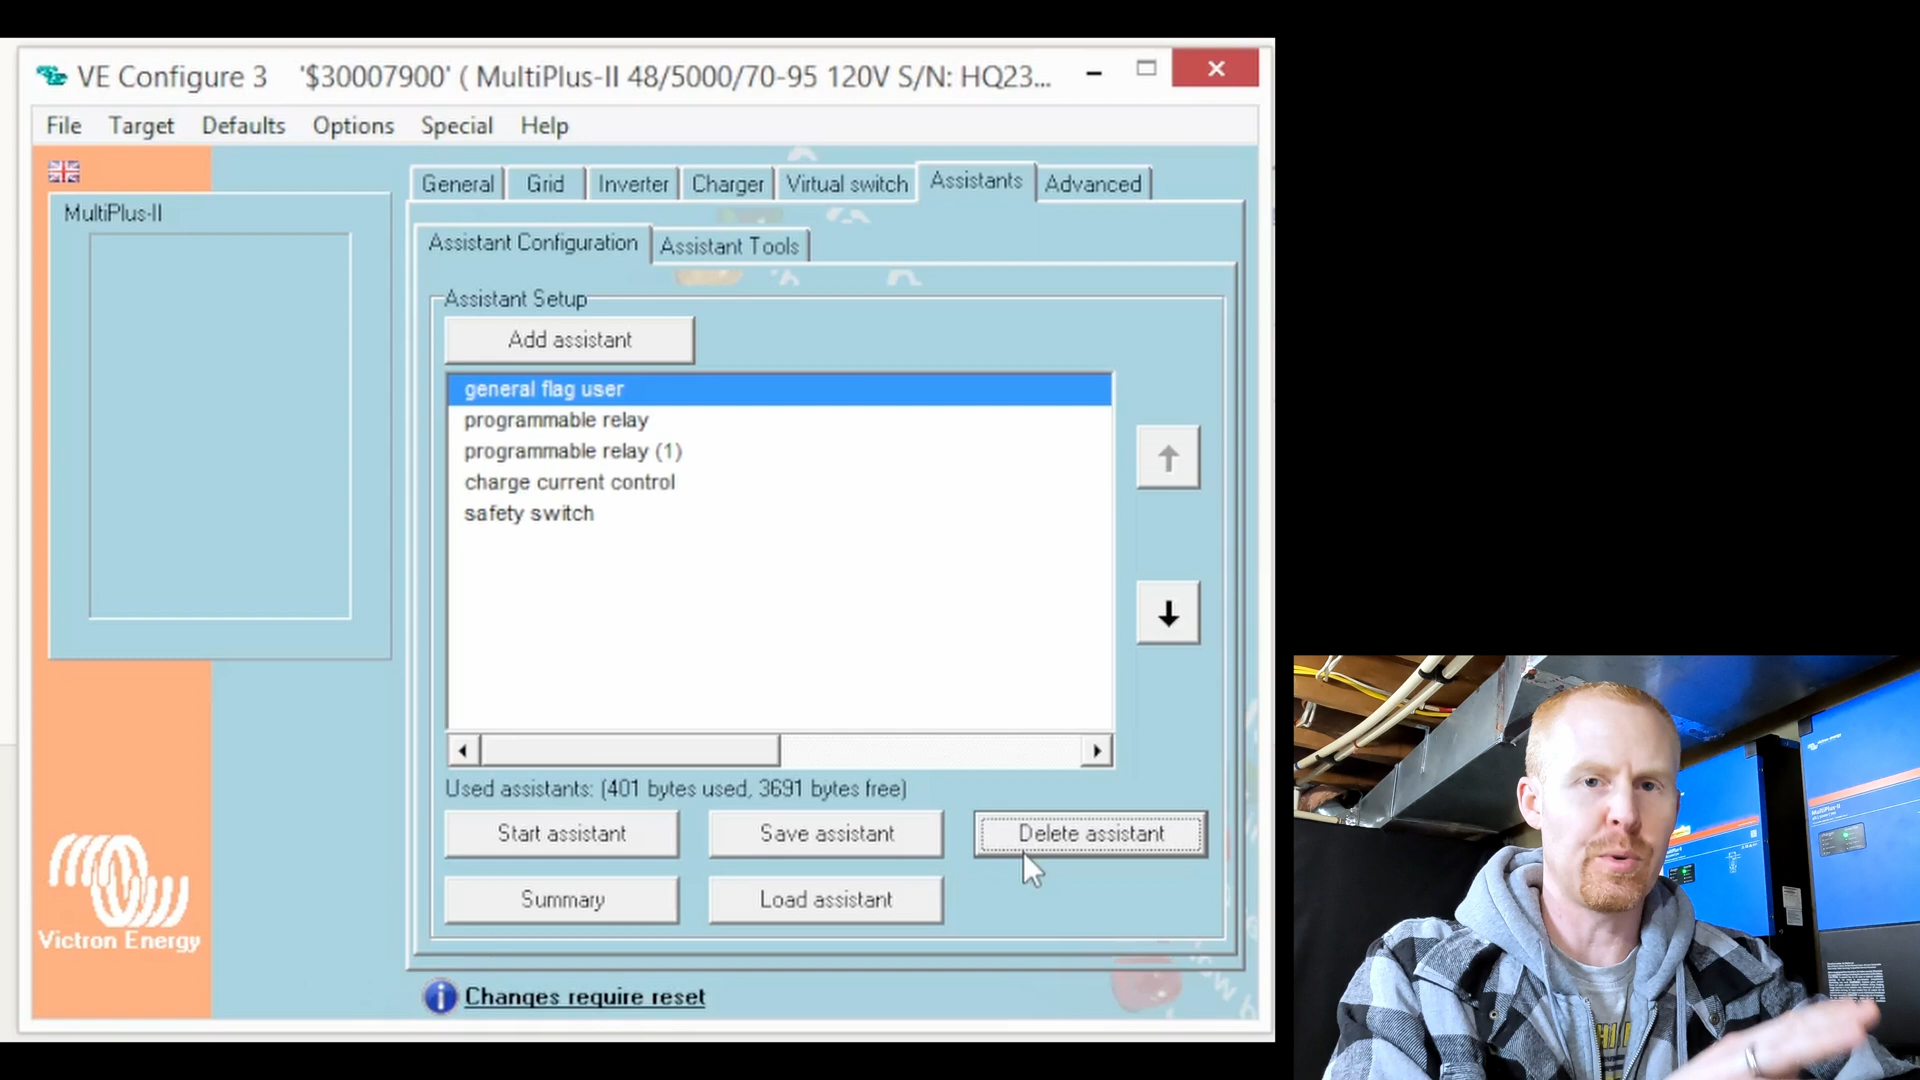 VE Configure 3 '$30007900' ( MultiPlus-II 48/5000/70-95 120V S/N: HQ23...
File Target Defaults Options Special Help
General Grid Inverter Charger Virtual switch Assistants Advanced
MultiPlus-II
Assistant Configuration Assistant Tools
Assistant Setup
Add assistant
general flag user
programmable relay
programmable relay (1)
charge current control
safety switch
Used assistants: (401 bytes used, 3691 bytes free)
Start assistant Save assistant Delete assistant
Summary Load assistant
Victron Energy
Changes require reset